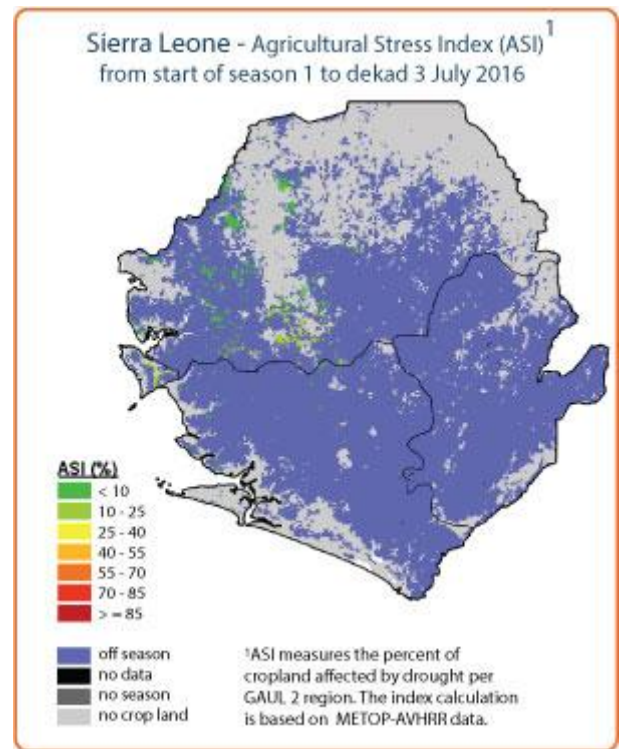 Sierra Leone - Agricultural Stress Index (ASI)¹
from start of season 1 to dekad 3 July 2016
ASI (%)
< 10
10 - 25
25 - 40
40 - 55
55 - 70
70 - 85
> = 85
off season
no data
no season
no crop land
¹ASI measures the percent of
cropland affected by drought per
GAUL 2 region. The index calculation
is based on METOP-AVHRR data.